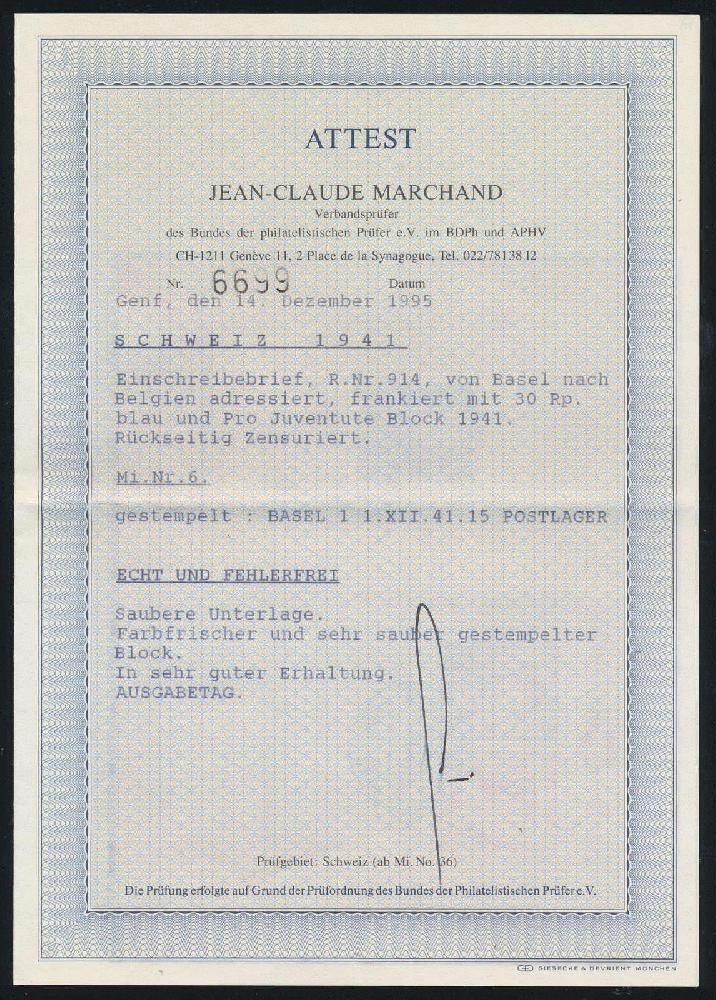 ATTEST
JEAN-CLAUDE MARCHAND
Verbandsprüfer
des Bundes der philatelistischen Prüfer e.V. im BDPh und APHV
CH-1211 Genève 11, 2 Place de la Synagogue, Tel. 022/7813812
Nr. 6699 Datum
Genf, den 14. Dezember 1995
SCHWEIZ 1941
Einschreibebrief, R.Nr.914, von Basel nach
Belgien adressiert, frankiert mit 30 Rp.
blau und Pro Juventute Block 1941.
Rückseitig Zensuriert.
Mi.Nr.6.
gestempelt : BASEL 1 1.XII.41.15 POSTLAGER
ECHT UND FEHLERFREI
Saubere Unterlage.
Farbfrischer und sehr sauber gestempelter
Block.
In sehr guter Erhaltung.
AUSGABETAG.
Prüfgebiet: Schweiz (ab Mi. No. 36)
Die Prüfung erfolgte auf Grund der Prüfordnung des Bundes der Philatelistischen Prüfer e.V.
GIESECKE & DEVRIENT MÜNCHEN